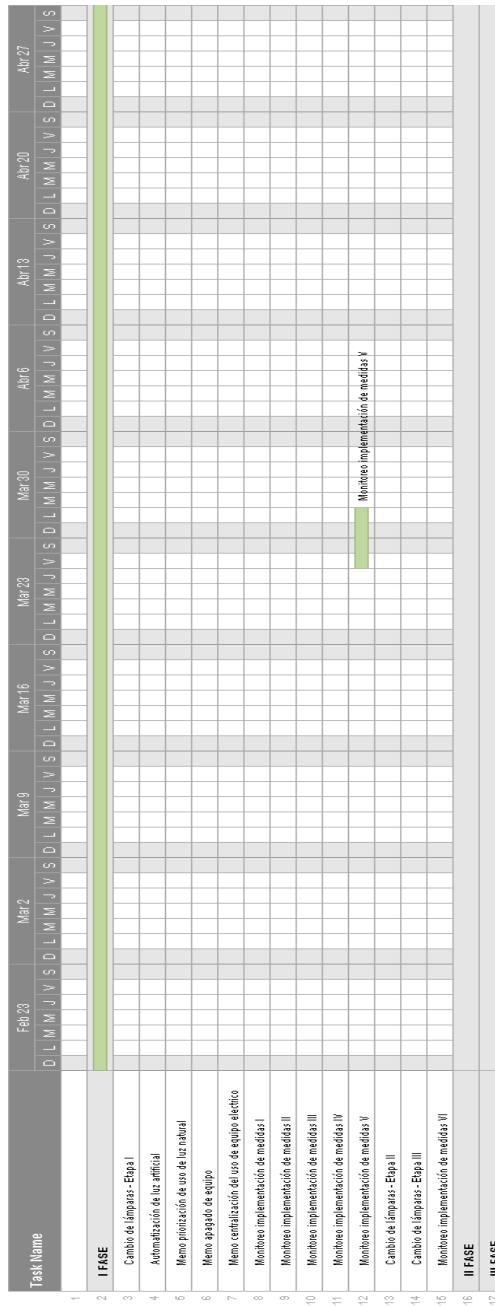 Task Name
Feb 23 Mar 2 Mar 9 Mar 16 Mar 23 Mar 30 Abr 6 Abr 13 Abr 20 Abr 27
D L M M J V S D L M M J V S D L M M J V S D L M M J V S D L M M J V S D L M M J V S D L M M J V S D L M M J V S D L M M J V S D L M M J V S
1
2 I FASE
3 Cambio de lámparas - Etapa I
4 Automatización de luz artificial
5 Memo priorización de uso de luz natural
6 Memo apagado de equipo
7 Memo centralización del uso de equipo electrico
8 Monitoreo implementación de medidas I
9 Monitoreo implementación de medidas II
10 Monitoreo implementación de medidas III
11 Monitoreo implementación de medidas IV
12 Monitoreo implementación de medidas V Monitoreo implementación de medidas V
13 Cambio de lámparas - Etapa II
14 Cambio de lámparas - Etapa III
15 Monitoreo implementación de medidas VI
16 II FASE
17 III FASE